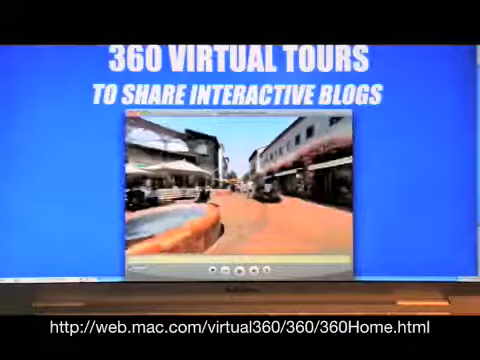 360 VIRTUAL TOURS
TO SHARE INTERACTIVE BLOGS
http://web.mac.com/virtual360/360/360Home.html